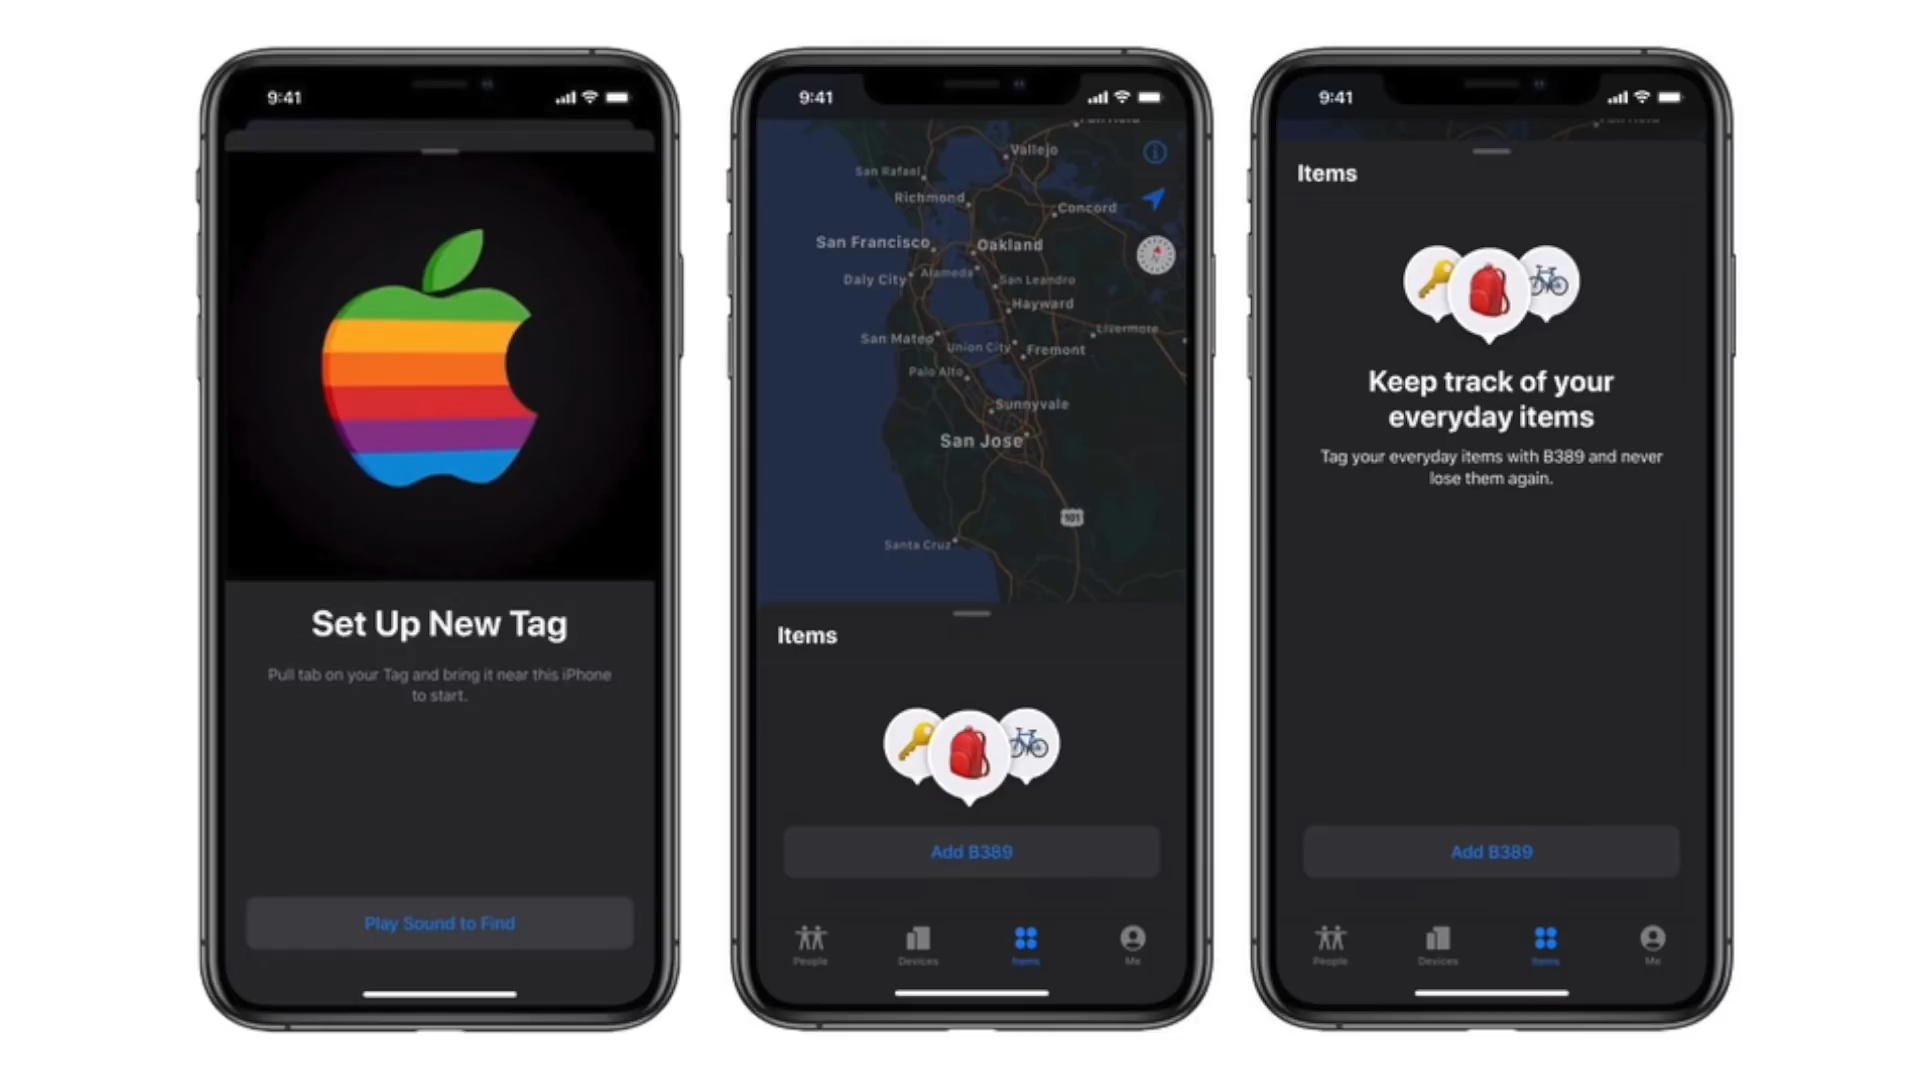 9:41
Set Up New Tag
Pull tab on your Tag and bring it near this iPhone
to start.
Play Sound to Find
9:41
Vallejo
San Rafael
Richmond
Concord
San Francisco
Oakland
Alameda
Daly City
San Leandro
Hayward
Livermore
San Mateo
Union City
Fremont
Palo Alto
Sunnyvale
San Jose
101
Santa Cruz
Items
Add B389
People
Devices
Items
Me
9:41
Items
Keep track of your
everyday items
Tag your everyday items with B389 and never
lose them again.
Add B389
People
Devices
Items
Me